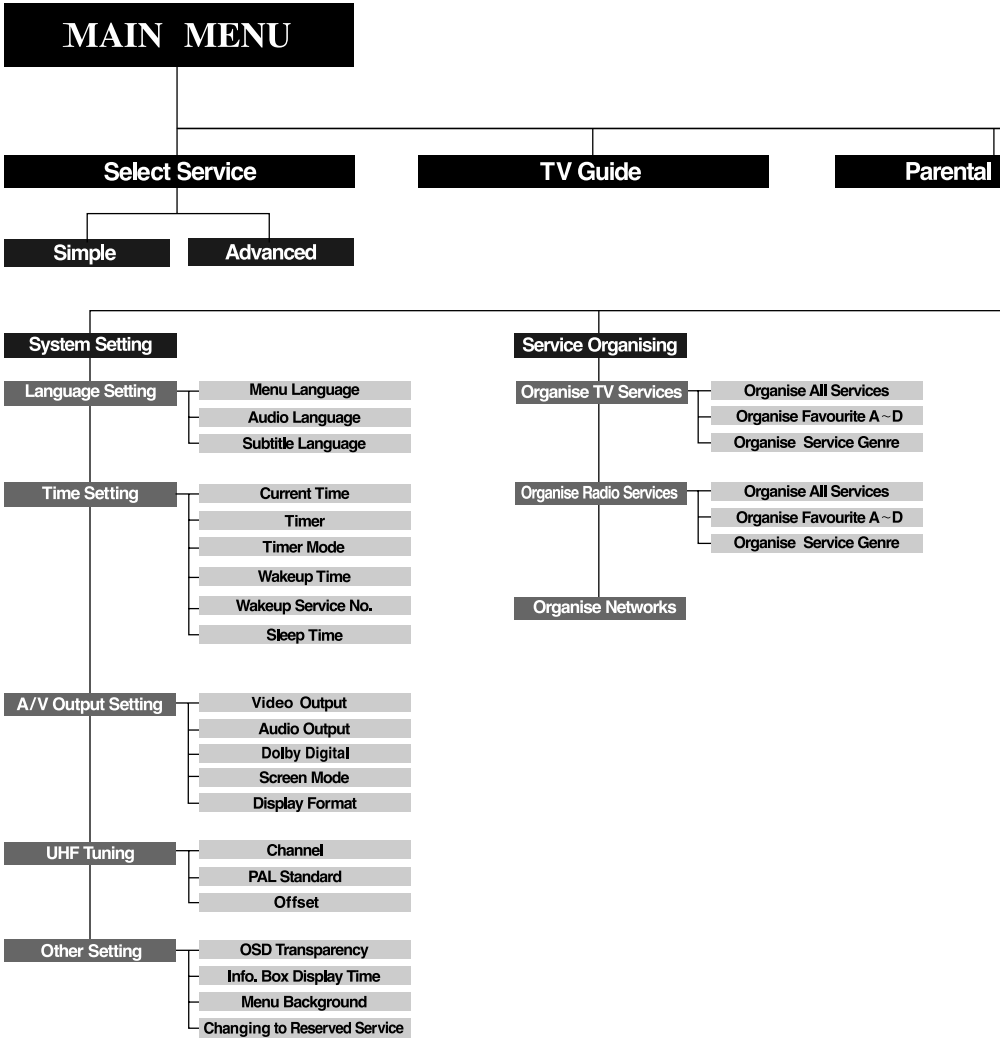 MAIN MENU
Select Service
TV Guide
Parental
Simple
Advanced
System Setting
Language Setting
Menu Language
Audio Language
Subtitle Language
Time Setting
Current Time
Timer
Timer Mode
Wakeup Time
Wakeup Service No.
Sleep Time
A/V Output Setting
Video Output
Audio Output
Dolby Digital
Screen Mode
Display Format
UHF Tuning
Channel
PAL Standard
Offset
Other Setting
OSD Transparency
Info. Box Display Time
Menu Background
Changing to Reserved Service
Service Organising
Organise TV Services
Organise All Services
Organise Favourite A~D
Organise Service Genre
Organise Radio Services
Organise All Services
Organise Favourite A~D
Organise Service Genre
Organise Networks